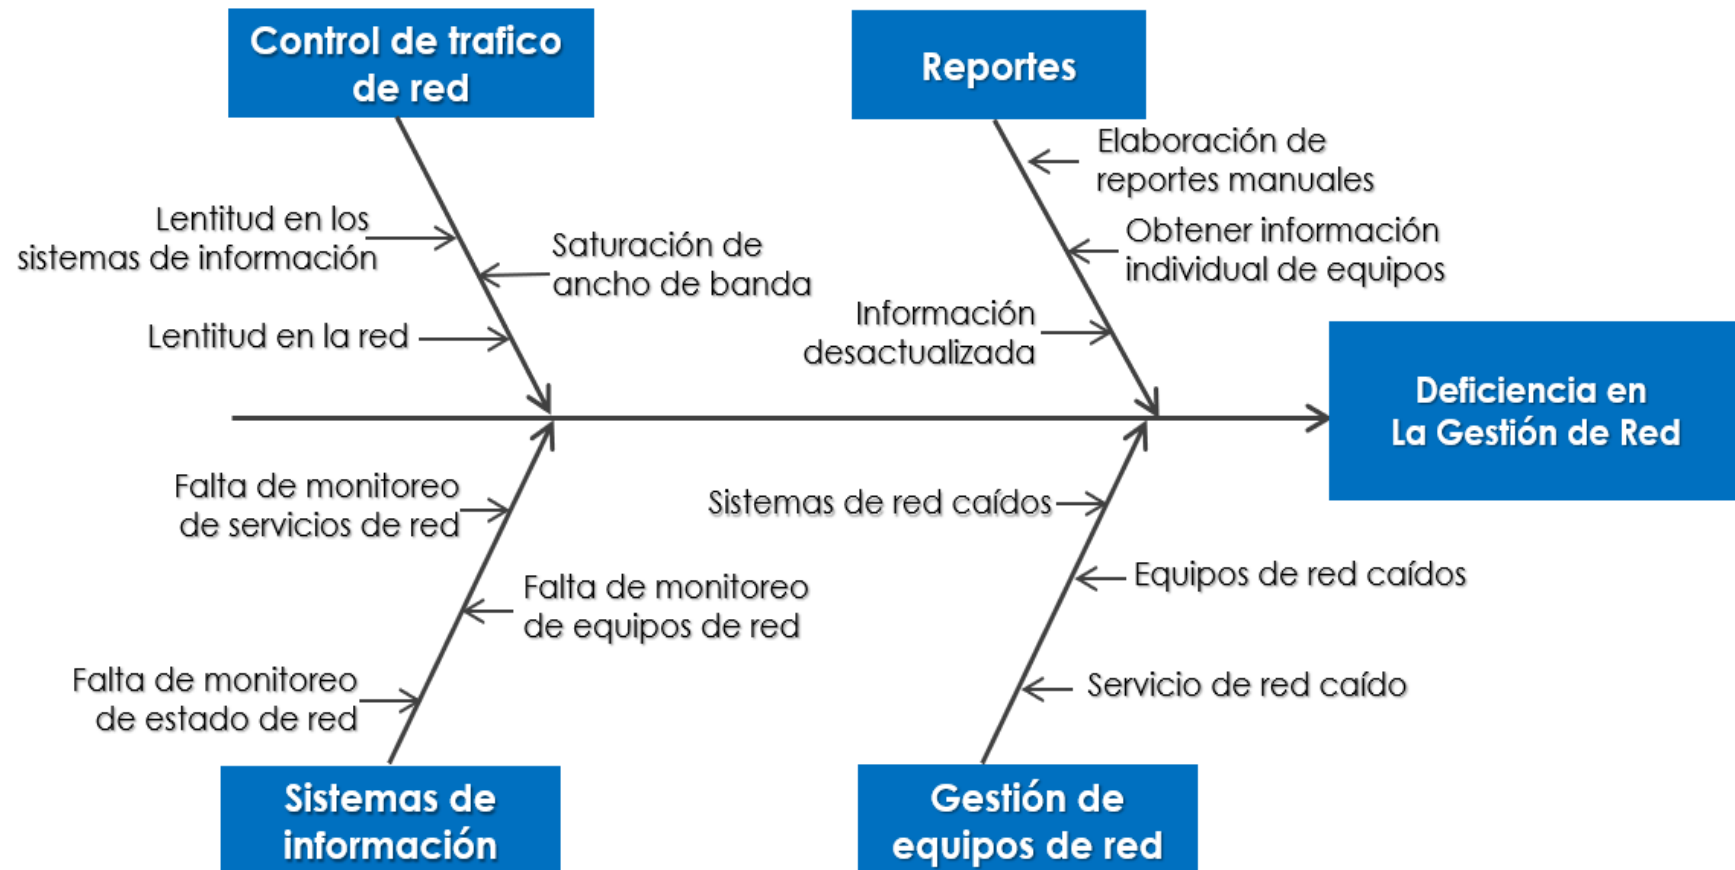 Control de trafico
de red
Reportes
Elaboración de
reportes manuales
Lentitud en los
sistemas de información
Saturación de
ancho de banda
Obtener información
individual de equipos
Lentitud en la red
Información
desactualizada
Deficiencia en
La Gestión de Red
Falta de monitoreo
de servicios de red
Sistemas de red caídos
Falta de monitoreo
de equipos de red
Equipos de red caídos
Falta de monitoreo
de estado de red
Servicio de red caído
Sistemas de
información
Gestión de
equipos de red